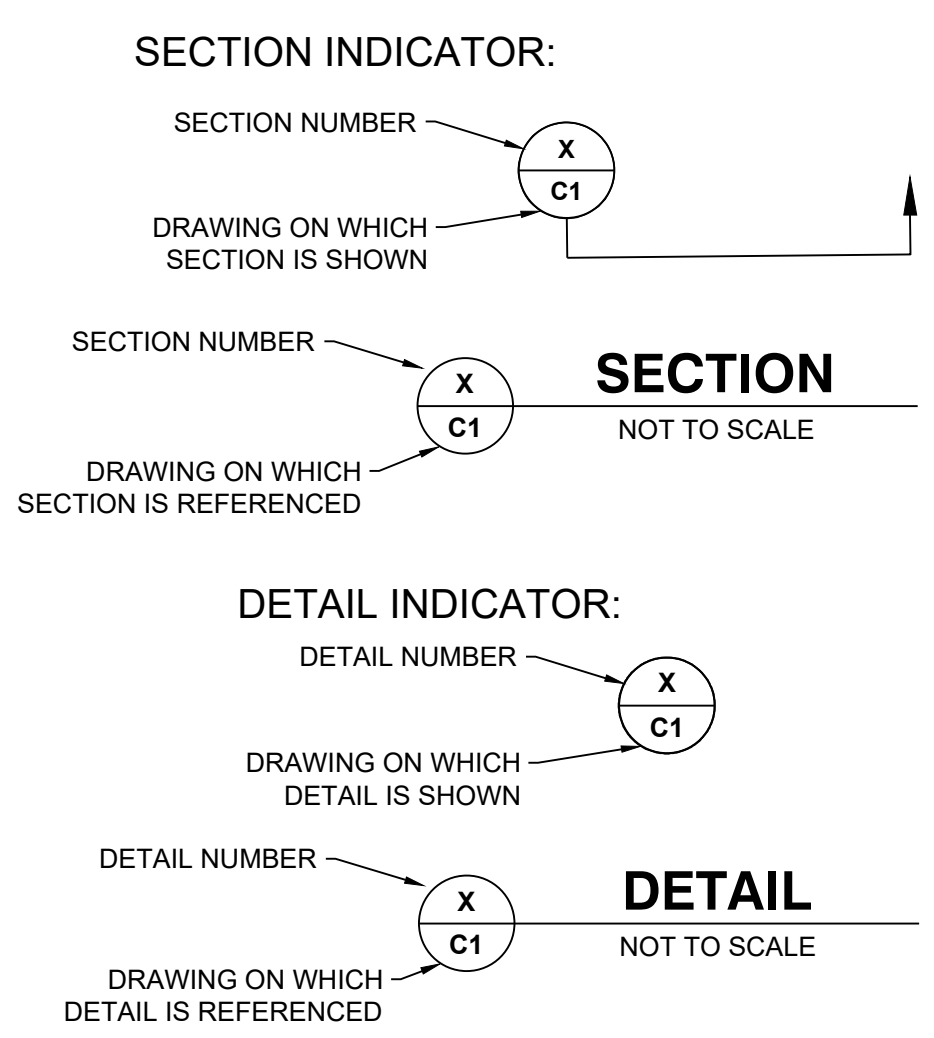 SECTION INDICATOR:
SECTION NUMBER
X
C1
DRAWING ON WHICH
SECTION IS SHOWN
SECTION NUMBER
X
C1
SECTION
NOT TO SCALE
DRAWING ON WHICH
SECTION IS REFERENCED
DETAIL INDICATOR:
DETAIL NUMBER
X
C1
DRAWING ON WHICH
DETAIL IS SHOWN
DETAIL NUMBER
X
C1
DETAIL
NOT TO SCALE
DRAWING ON WHICH
DETAIL IS REFERENCED